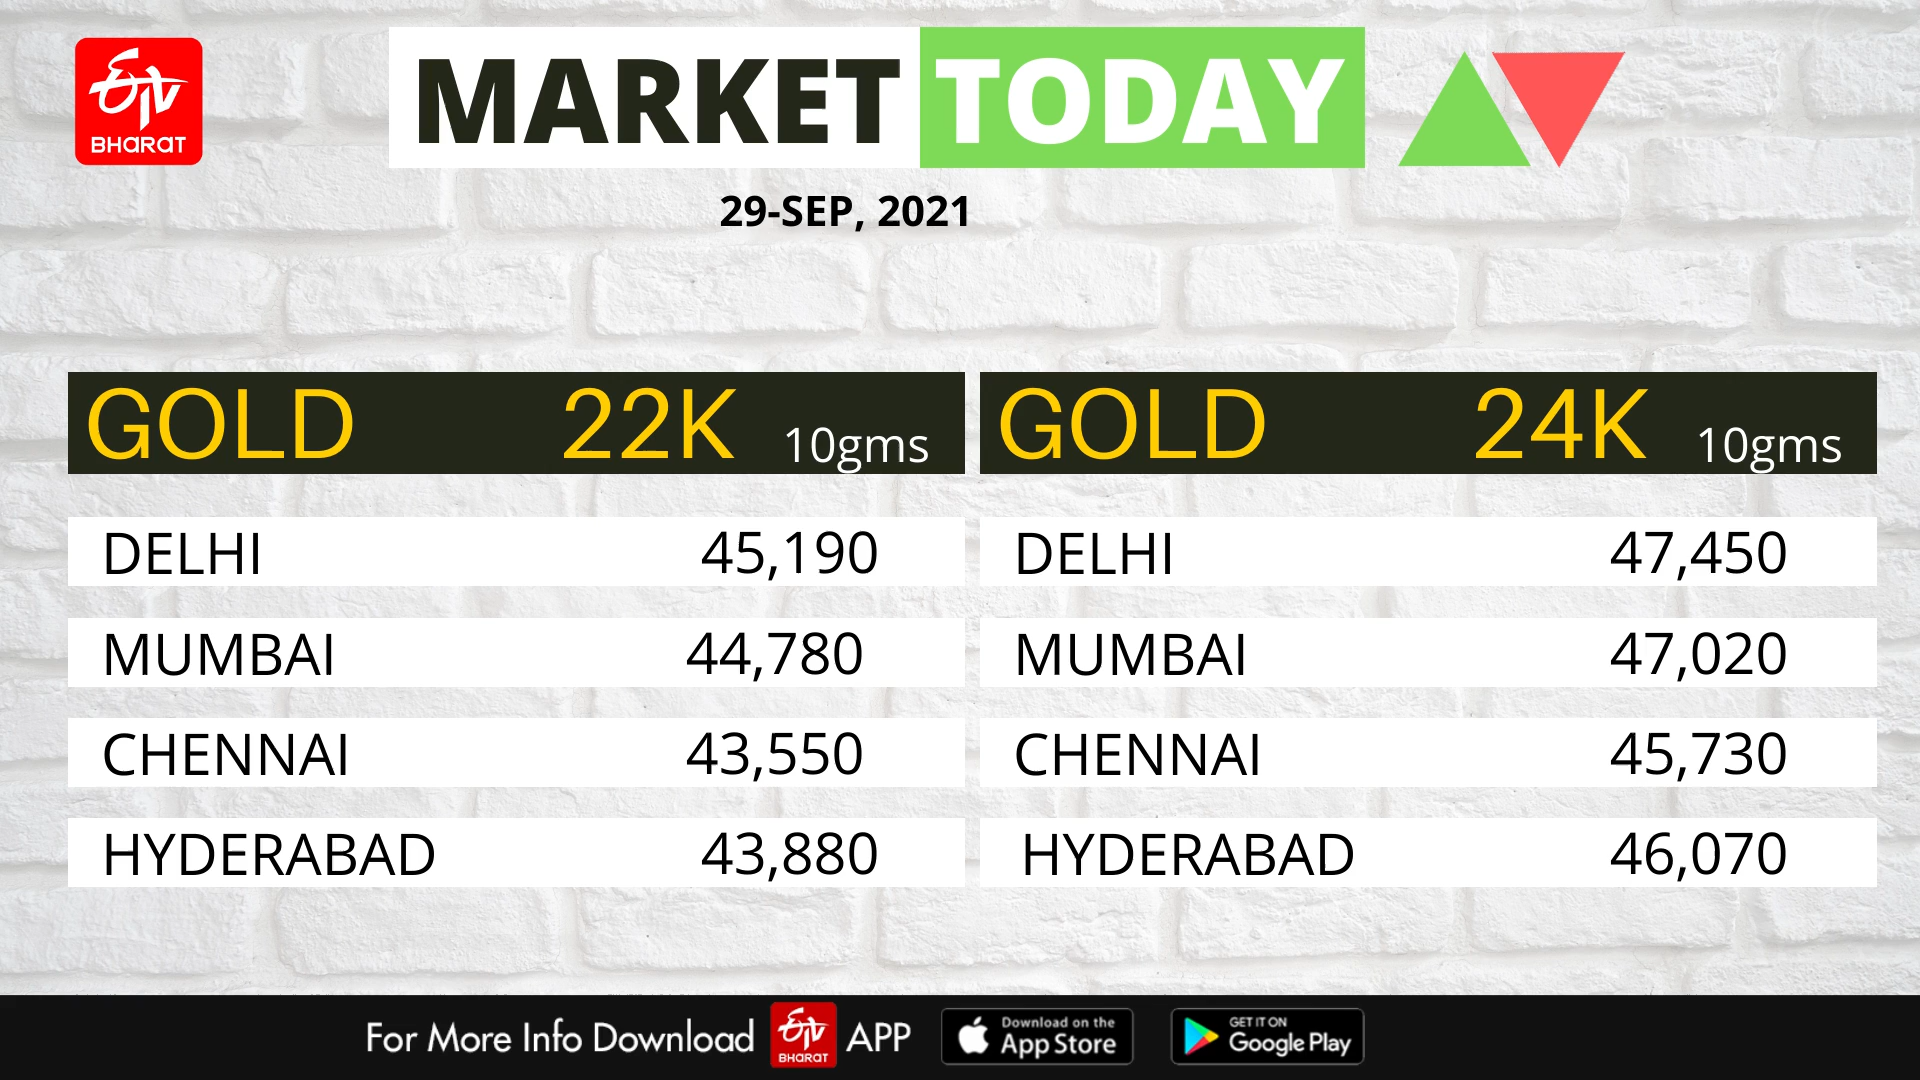 ETV
BHARAT
MARKET TODAY
29-SEP, 2021
GOLD 22K 10gms
DELHI 45,190
MUMBAI 44,780
CHENNAI 43,550
HYDERABAD 43,880
GOLD 24K 10gms
DELHI 47,450
MUMBAI 47,020
CHENNAI 45,730
HYDERABAD 46,070
For More Info Download ETV BHARAT APP
Download on the
App Store
GET IT ON
Google Play